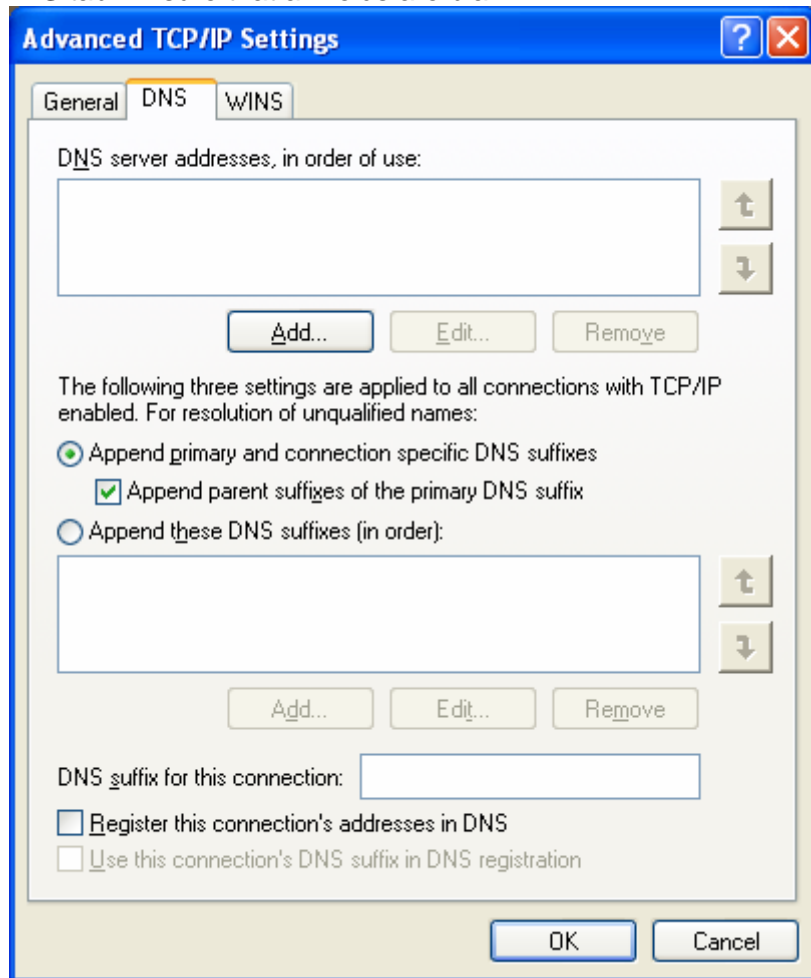 Advanced TCP/IP Settings
General DNS WINS
DNS server addresses, in order of use:
Add... Edit... Remove
The following three settings are applied to all connections with TCP/IP
enabled. For resolution of unqualified names:
Append primary and connection specific DNS suffixes
Append parent suffixes of the primary DNS suffix
Append these DNS suffixes (in order):
Add... Edit... Remove
DNS suffix for this connection:
Register this connection's addresses in DNS
Use this connection's DNS suffix in DNS registration
OK Cancel